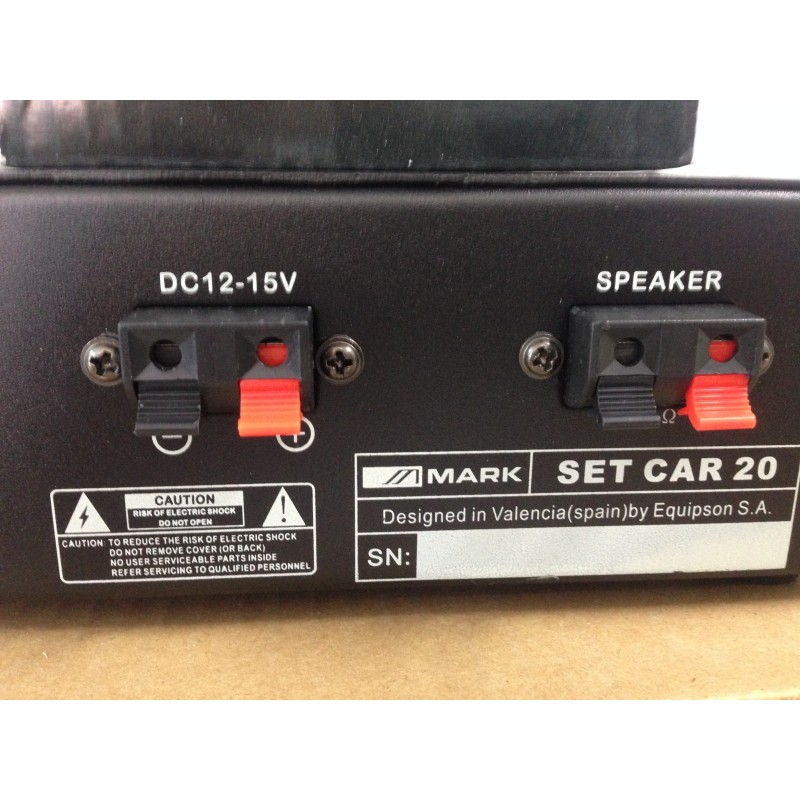 DC12-15V
SPEAKER
Ω
MARK
SET CAR 20
Designed in Valencia(spain)by Equipson S.A.
SN:
CAUTION
RISK OF ELECTRIC SHOCK
DO NOT OPEN
CAUTION: TO REDUCE THE RISK OF ELECTRIC SHOCK
DO NOT REMOVE COVER (OR BACK)
NO USER SERVICEABLE PARTS INSIDE
REFER SERVICING TO QUALIFIED PERSONNEL